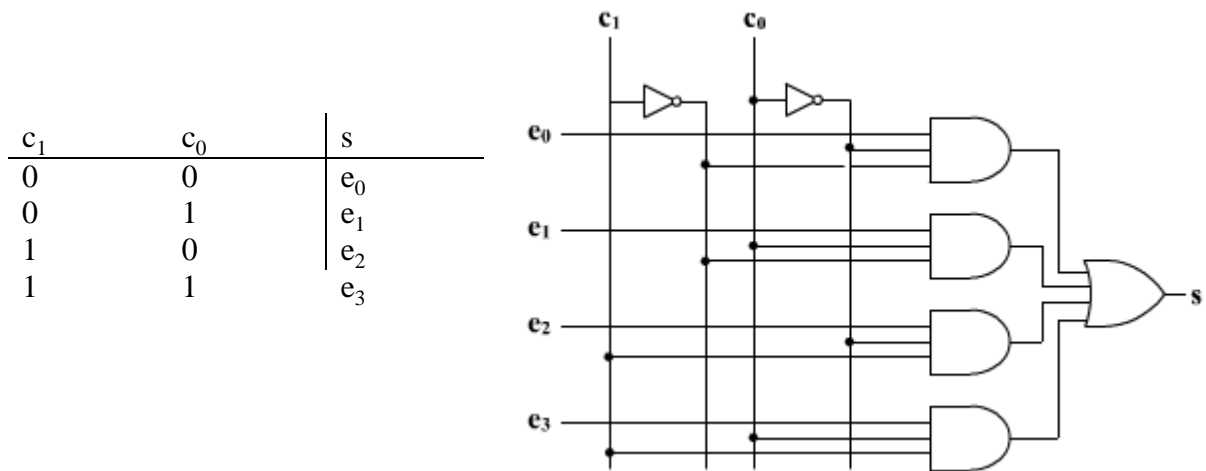 c₁ c₀ s
0 0 e₀
0 1 e₁
1 0 e₂
1 1 e₃
c₁ c₀
e₀
e₁
e₂
e₃
s